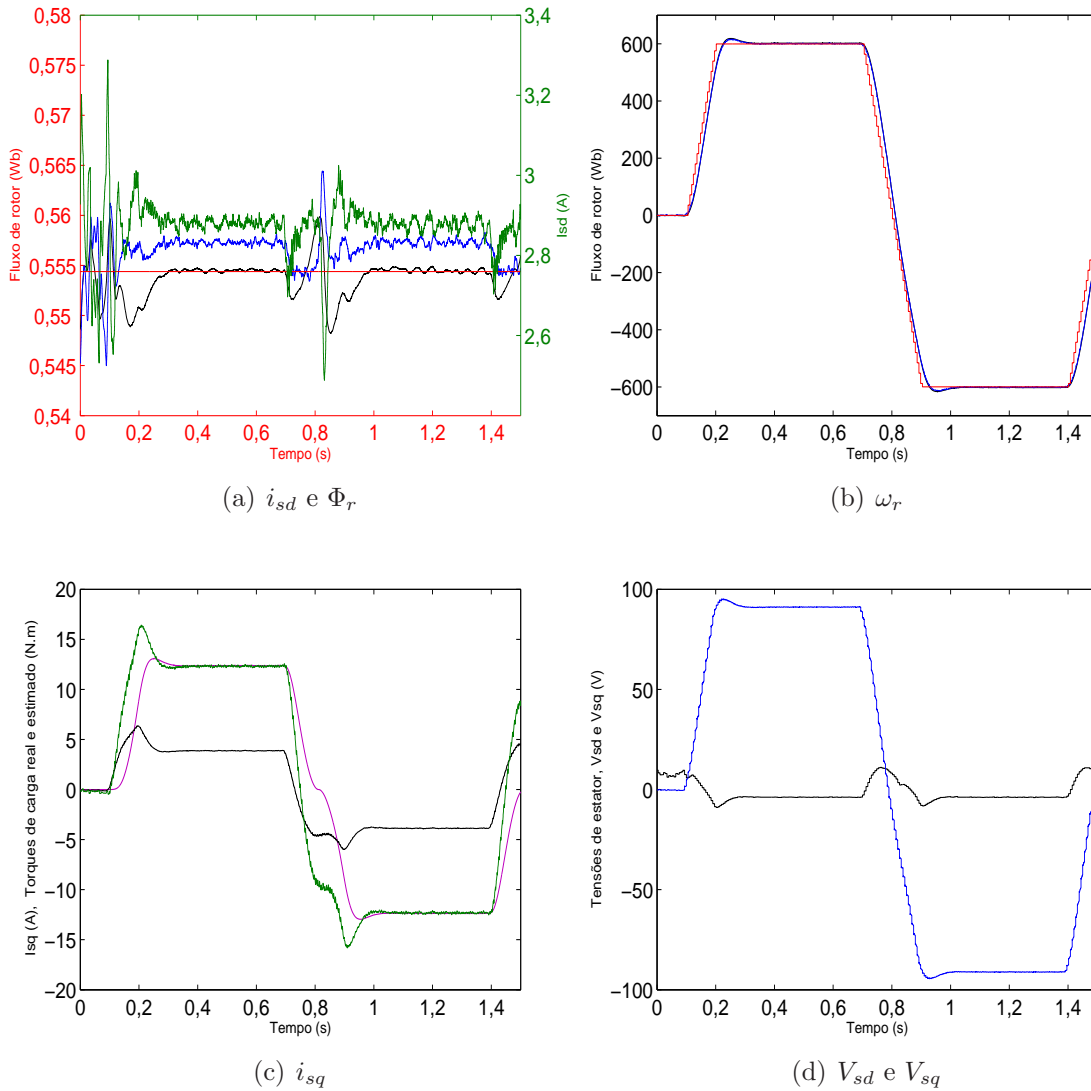 0,58
0,575
0,57
0,565
0,56
0,555
0,55
0,545
0,54
Fluxo de rotor (Wb)
3,4
3,2
3
2,8
2,6
Isd (A)
0 0,2 0,4 0,6 0,8 1 1,2 1,4
Tempo (s)
(a) i_sd e Φ_r
600
400
200
0
−200
−400
−600
Fluxo de rotor (Wb)
0 0,2 0,4 0,6 0,8 1 1,2 1,4
Tempo (s)
(b) ω_r
20
15
10
5
0
−5
−10
−15
−20
Isq (A), Torques de carga real e estimado (N.m)
0 0,2 0,4 0,6 0,8 1 1,2 1,4
Tempo (s)
(c) i_sq
100
50
0
−50
−100
Tensões de estator, Vsd e Vsq (V)
0 0,2 0,4 0,6 0,8 1 1,2 1,4
Tempo (s)
(d) V_sd e V_sq